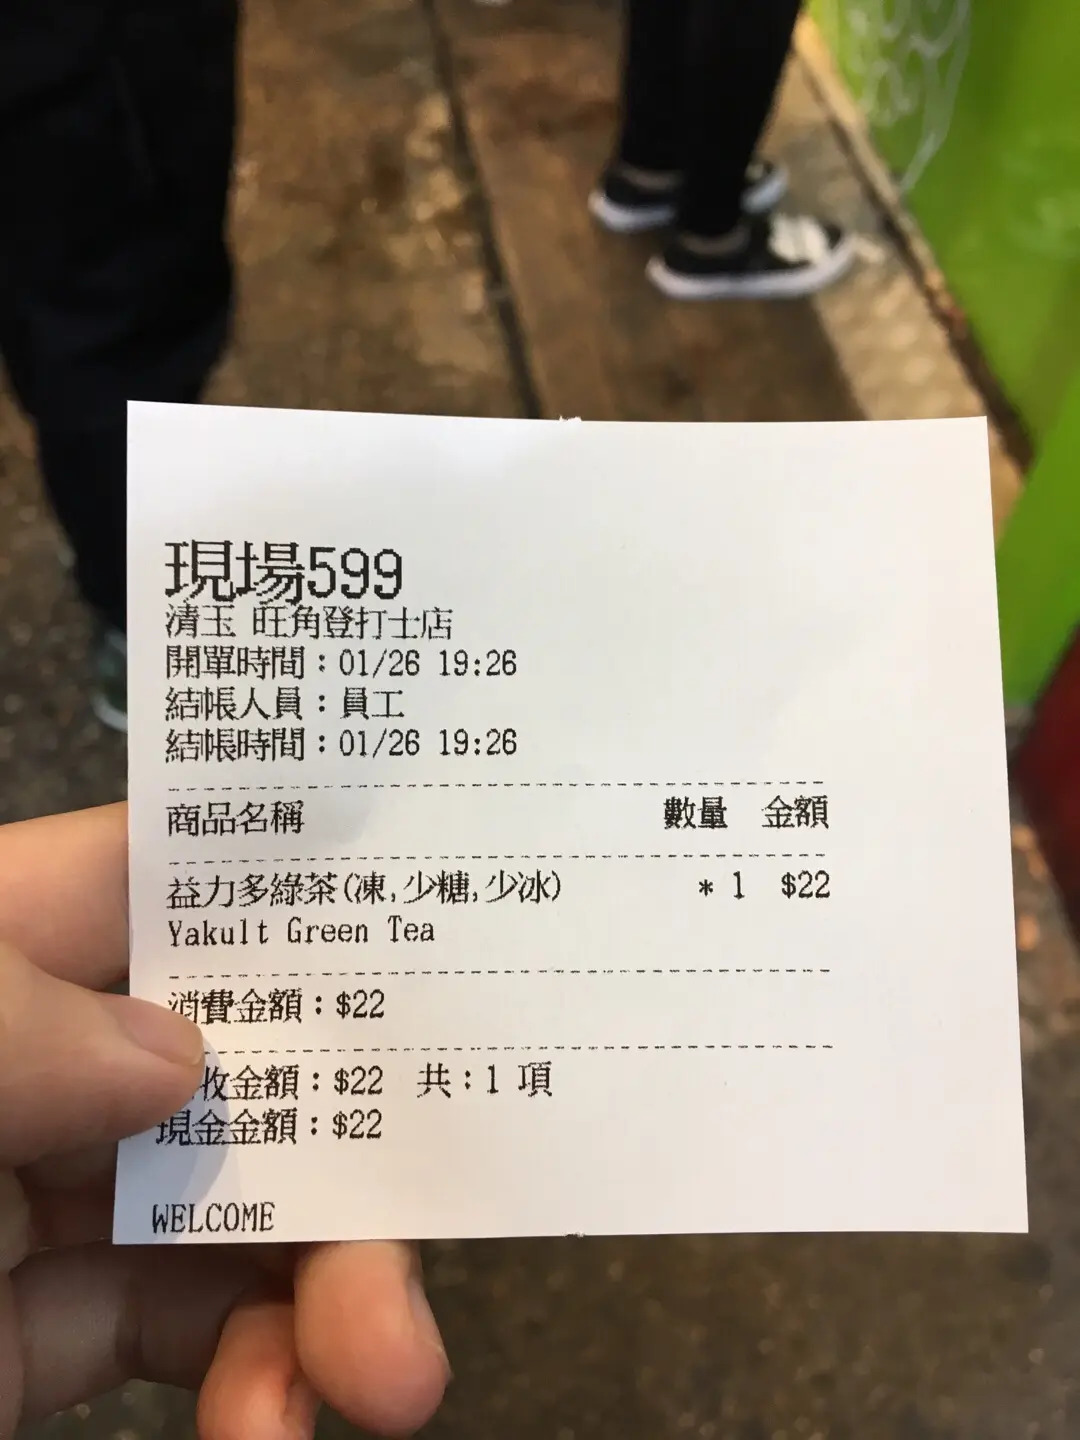 現場599
清玉 旺角登打士店
開單時間：01/26 19:26
結帳人員：員工
結帳時間：01/26 19:26
商品名稱 數量 金額
益力多綠茶(凍,少糖,少冰) * 1 $22
Yakult Green Tea
消費金額：$22
收金額：$22 共：1 項
現金金額：$22
WELCOME